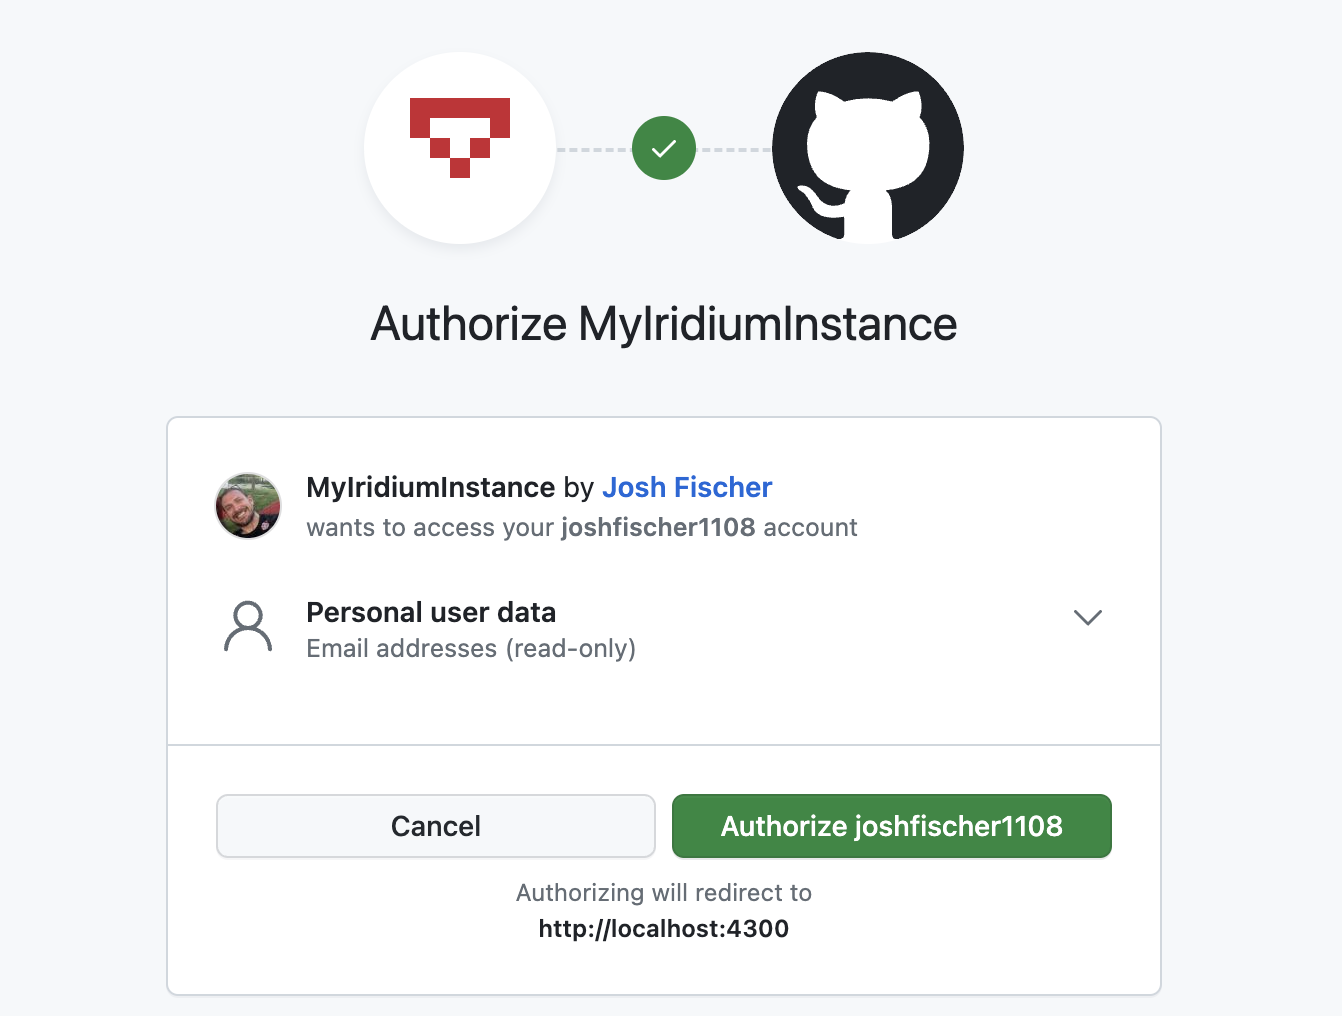 Authorize MyIridiumInstance
MyIridiumInstance by Josh Fischer
wants to access your joshfischer1108 account
Personal user data
Email addresses (read-only)
Cancel
Authorize joshfischer1108
Authorizing will redirect to
http://localhost:4300